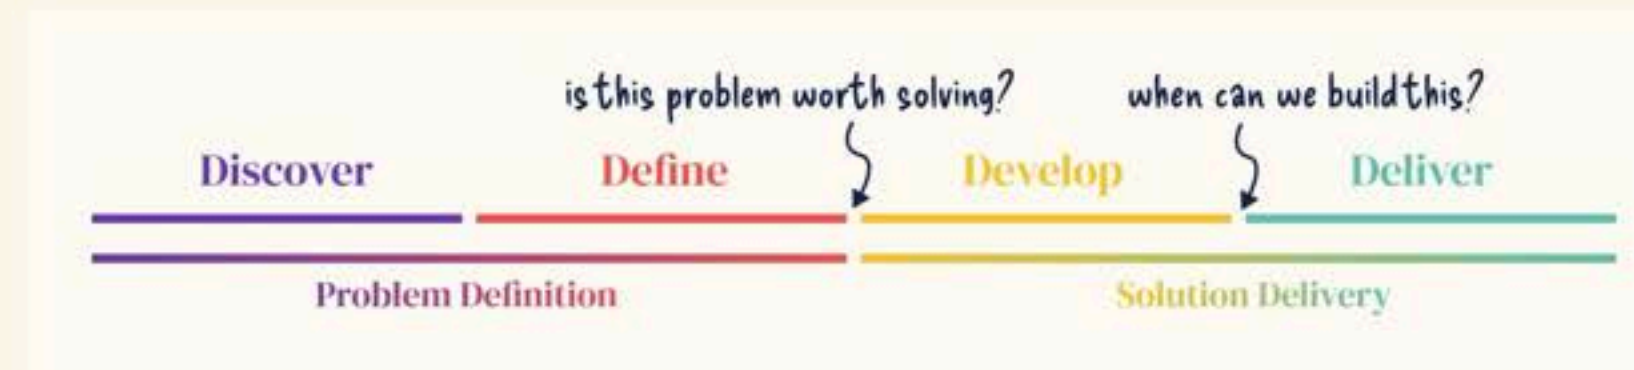 is this problem worth solving? when can we build this?
Discover Define Develop Deliver
Problem Definition Solution Delivery